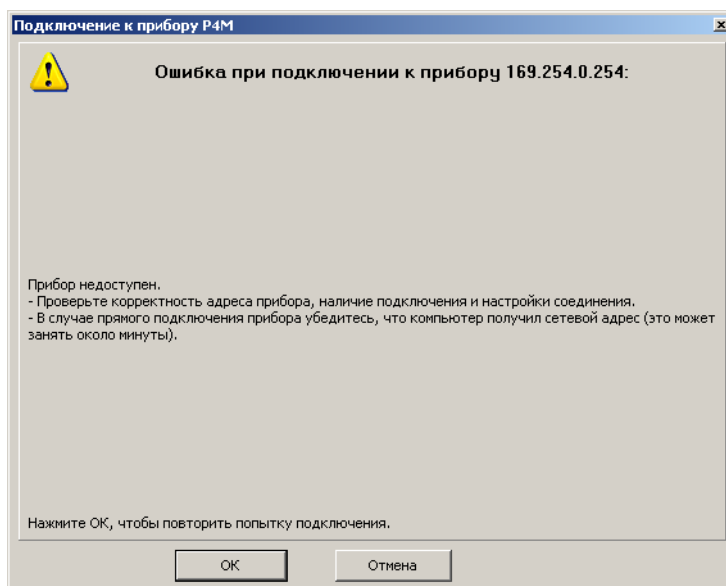 Подключение к прибору P4M
Ошибка при подключении к прибору 169.254.0.254:
Прибор недоступен.
- Проверьте корректность адреса прибора, наличие подключения и настройки соединения.
- В случае прямого подключения прибора убедитесь, что компьютер получил сетевой адрес (это может
занять около минуты).
Нажмите ОК, чтобы повторить попытку подключения.
ОК
Отмена